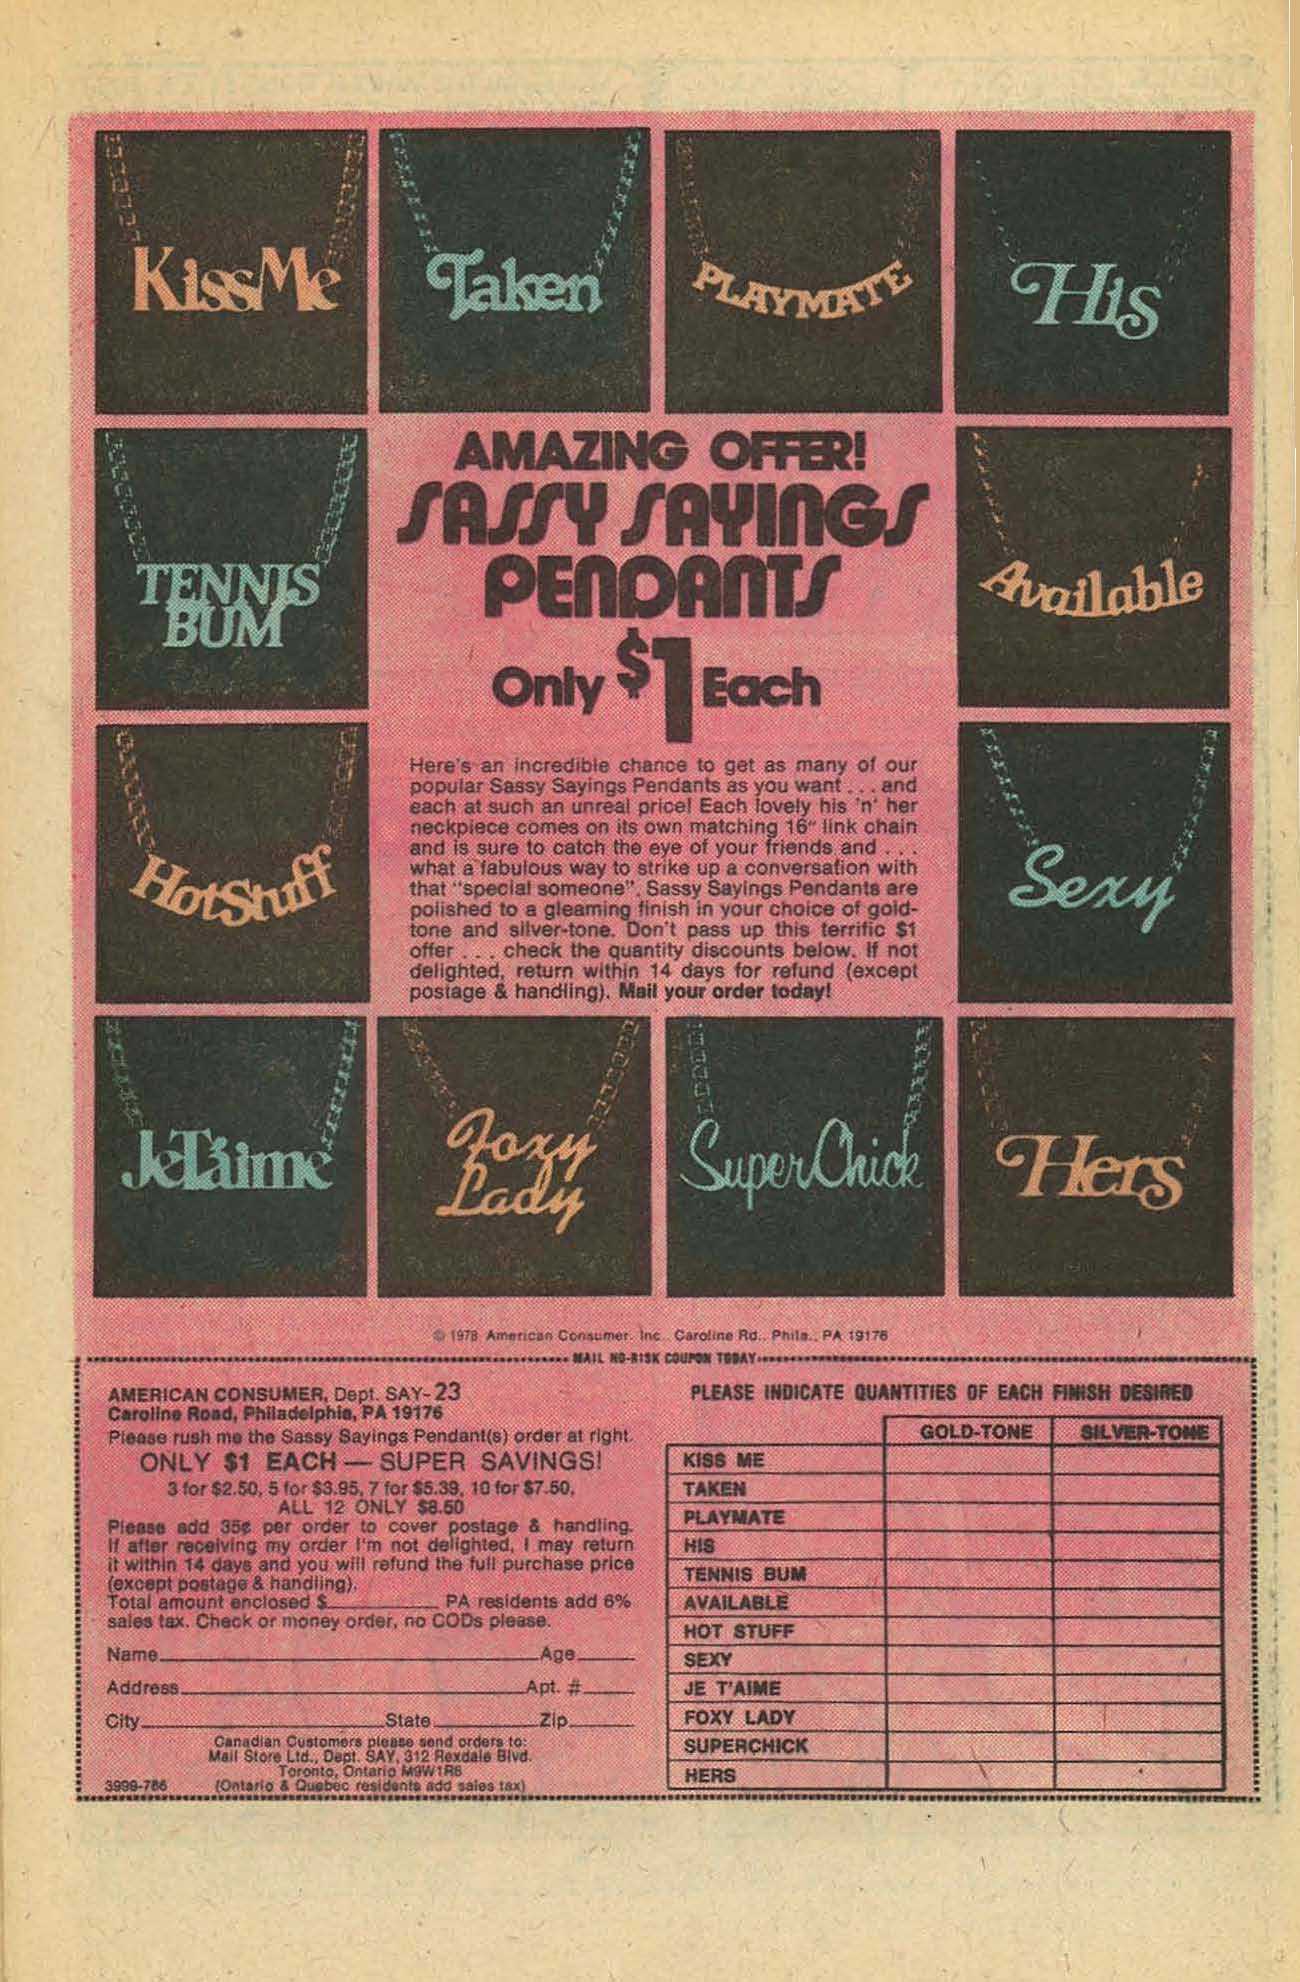 KissMe
Taken
PLAYMATE
His
AMAZING OFFER!
SASSY SAYINGS
PENDANTS
Only $1 Each
TENNIS
BUM
Available
Here's an incredible chance to get as many of our
popular Sassy Sayings Pendants as you want . . . and
each at such an unreal price! Each lovely his 'n' her
neckpiece comes on its own matching 16" link chain
and is sure to catch the eye of your friends and . . .
what a fabulous way to strike up a conversation with
that "special someone". Sassy Sayings Pendants are
polished to a gleaming finish in your choice of gold-
tone and silver-tone. Don't pass up this terrific $1
offer . . . check the quantity discounts below. If not
delighted, return within 14 days for refund (except
postage & handling). Mail your order today!
HotStuff
Sexy
JeT'aime
Foxy
Lady
SuperChick
Hers
© 1978 American Consumer, Inc., Caroline Rd., Phila., PA 19176
MAIL NO-RISK COUPON TODAY
AMERICAN CONSUMER, Dept. SAY-23
Caroline Road, Philadelphia, PA 19176
Please rush me the Sassy Sayings Pendant(s) order at right.
ONLY $1 EACH — SUPER SAVINGS!
3 for $2.50, 5 for $3.95, 7 for $5.39, 10 for $7.50,
ALL 12 ONLY $8.50
Please add 35¢ per order to cover postage & handling.
If after receiving my order I'm not delighted, I may return
it within 14 days and you will refund the full purchase price
(except postage & handling).
Total amount enclosed $ PA residents add 6%
sales tax. Check or money order, no CODs please.
Name Age
Address Apt. #
City State Zip
Canadian Customers please send orders to:
Mail Store Ltd., Dept. SAY, 312 Rexdale Blvd.
Toronto, Ontario M9W1R6
3999-786 (Ontario & Quebec residents add sales tax)
PLEASE INDICATE QUANTITIES OF EACH FINISH DESIRED
GOLD-TONE SILVER-TONE
KISS ME
TAKEN
PLAYMATE
HIS
TENNIS BUM
AVAILABLE
HOT STUFF
SEXY
JE T'AIME
FOXY LADY
SUPERCHICK
HERS